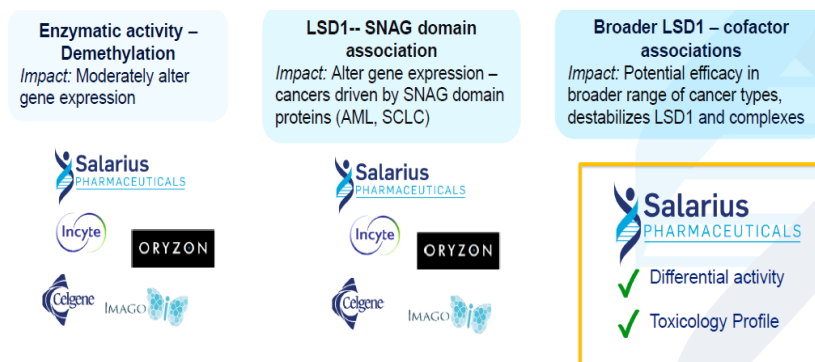 Enzymatic activity –
Demethylation
Impact: Moderately alter
gene expression
LSD1-- SNAG domain
association
Impact: Alter gene expression –
cancers driven by SNAG domain
proteins (AML, SCLC)
Broader LSD1 – cofactor
associations
Impact: Potential efficacy in
broader range of cancer types,
destabilizes LSD1 and complexes
Salarius
PHARMACEUTICALS
Incyte
ORYZON
Celgene
IMAGO
Salarius
PHARMACEUTICALS
Incyte
ORYZON
Celgene
IMAGO
Salarius
PHARMACEUTICALS
✓ Differential activity
✓ Toxicology Profile